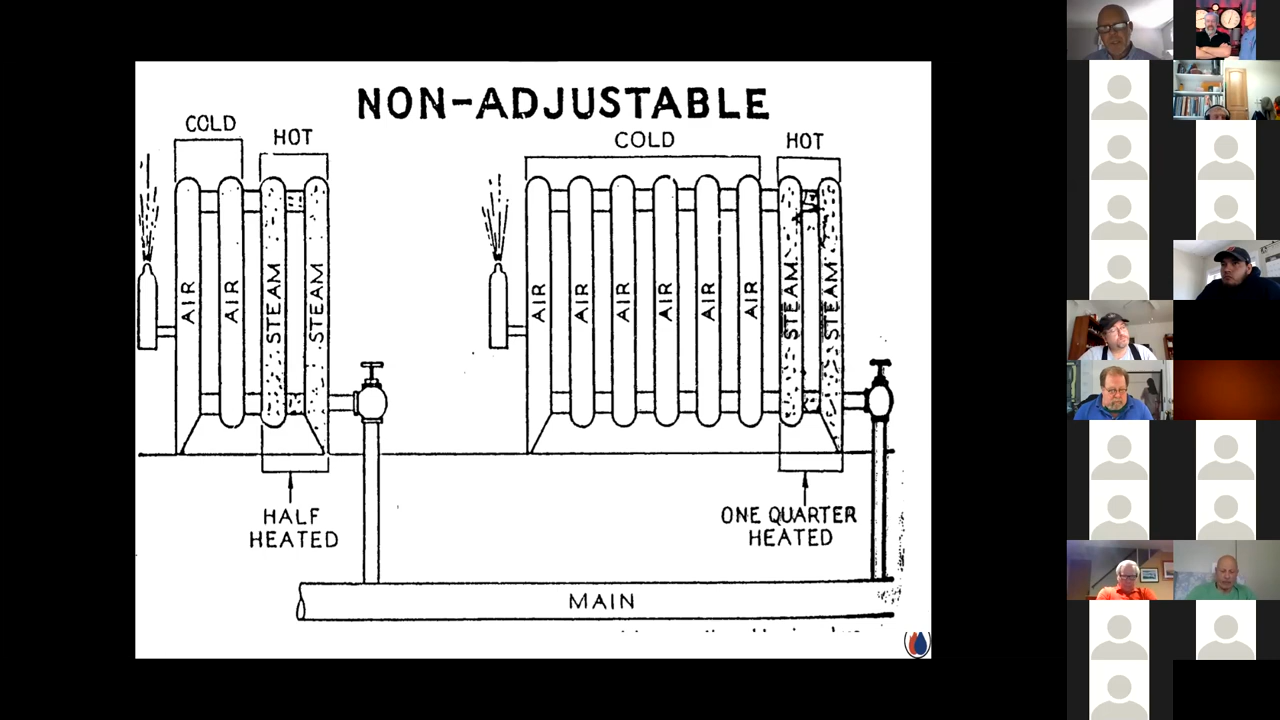 NON-ADJUSTABLE
COLD
HOT
COLD
HOT
AIR
AIR
STEAM
STEAM
AIR
AIR
AIR
AIR
AIR
AIR
STEAM
STEAM
HALF
HEATED
ONE QUARTER
HEATED
MAIN